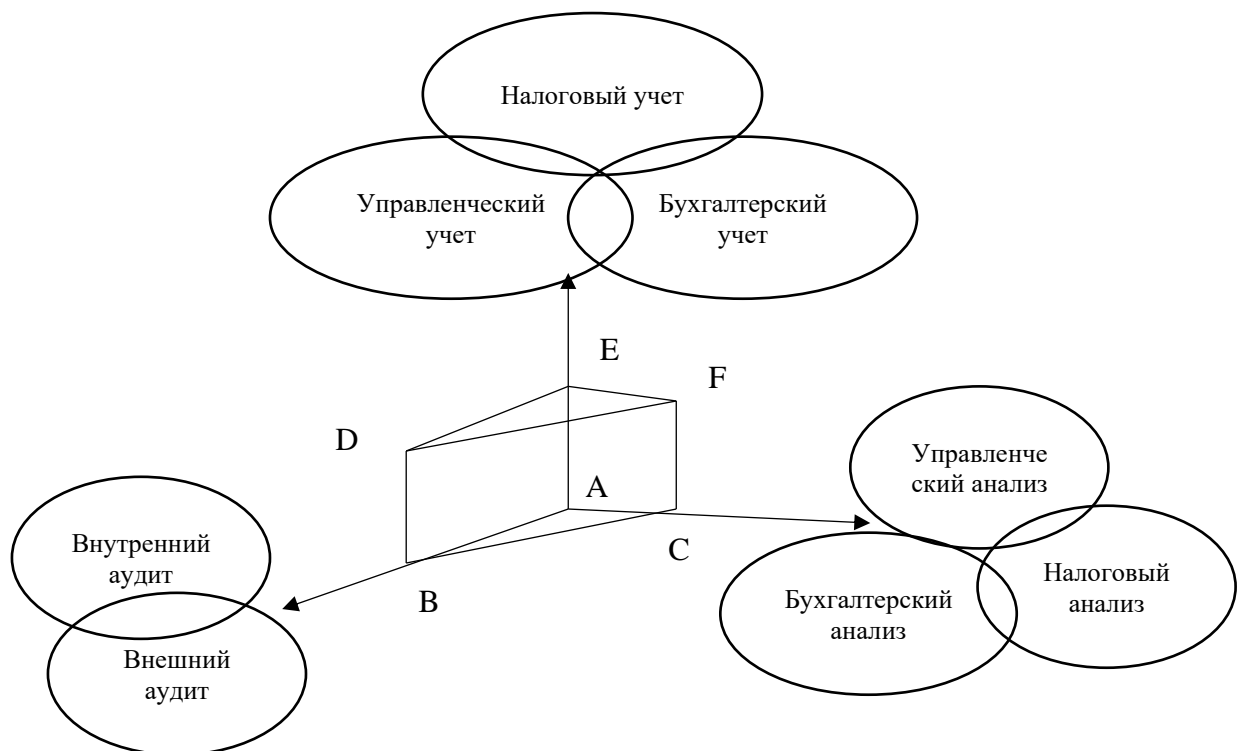 Налоговый учет
Управленческий
учет
Бухгалтерский
учет
E
F
D
A
C
B
Управленче
ский анализ
Налоговый
анализ
Бухгалтерский
анализ
Внутренний
аудит
Внешний
аудит